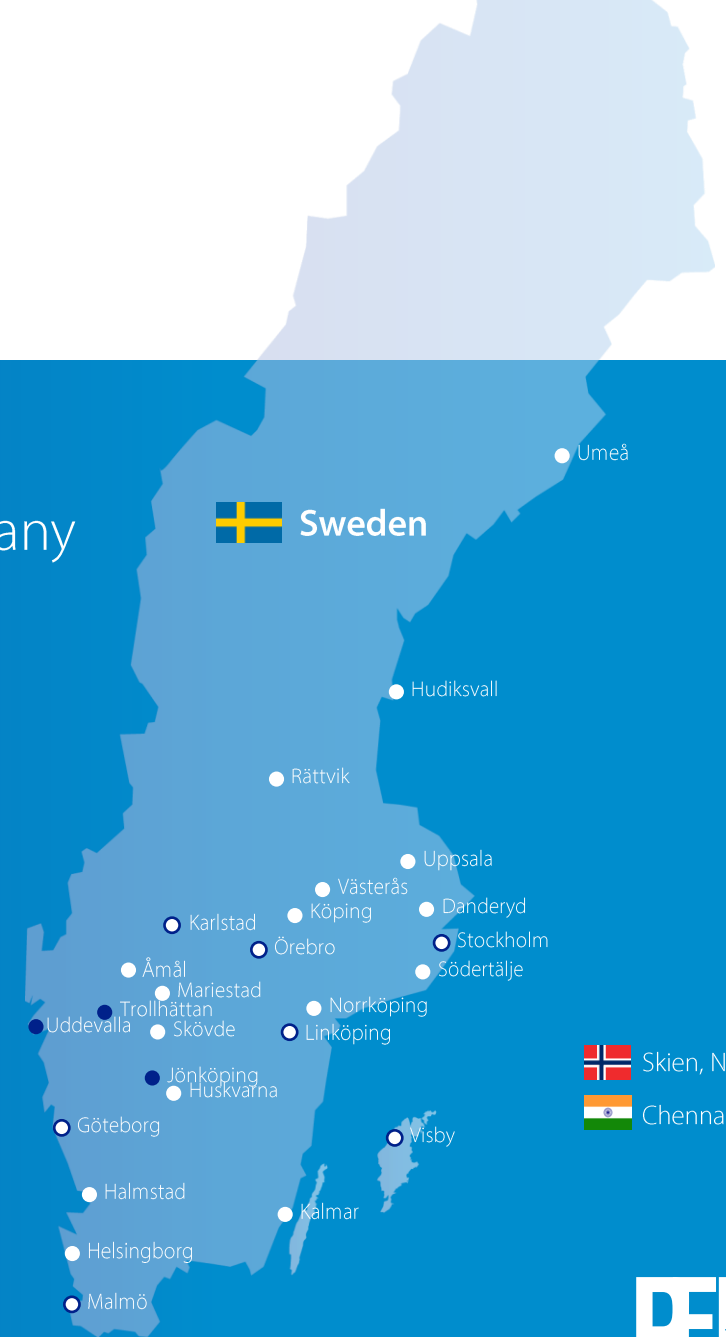 Umeå
any
Sweden
Hudiksvall
Rättvik
Uppsala
Västerås
Danderyd
Köping
Karlstad
Stockholm
Örebro
Åmål
Södertälje
Mariestad
Norrköping
Trollhättan
Uddevalla
Skövde
Linköping
Skien, N
Jönköping
Huskvarna
Chenna
Göteborg
Visby
Halmstad
Kalmar
Helsingborg
Malmö